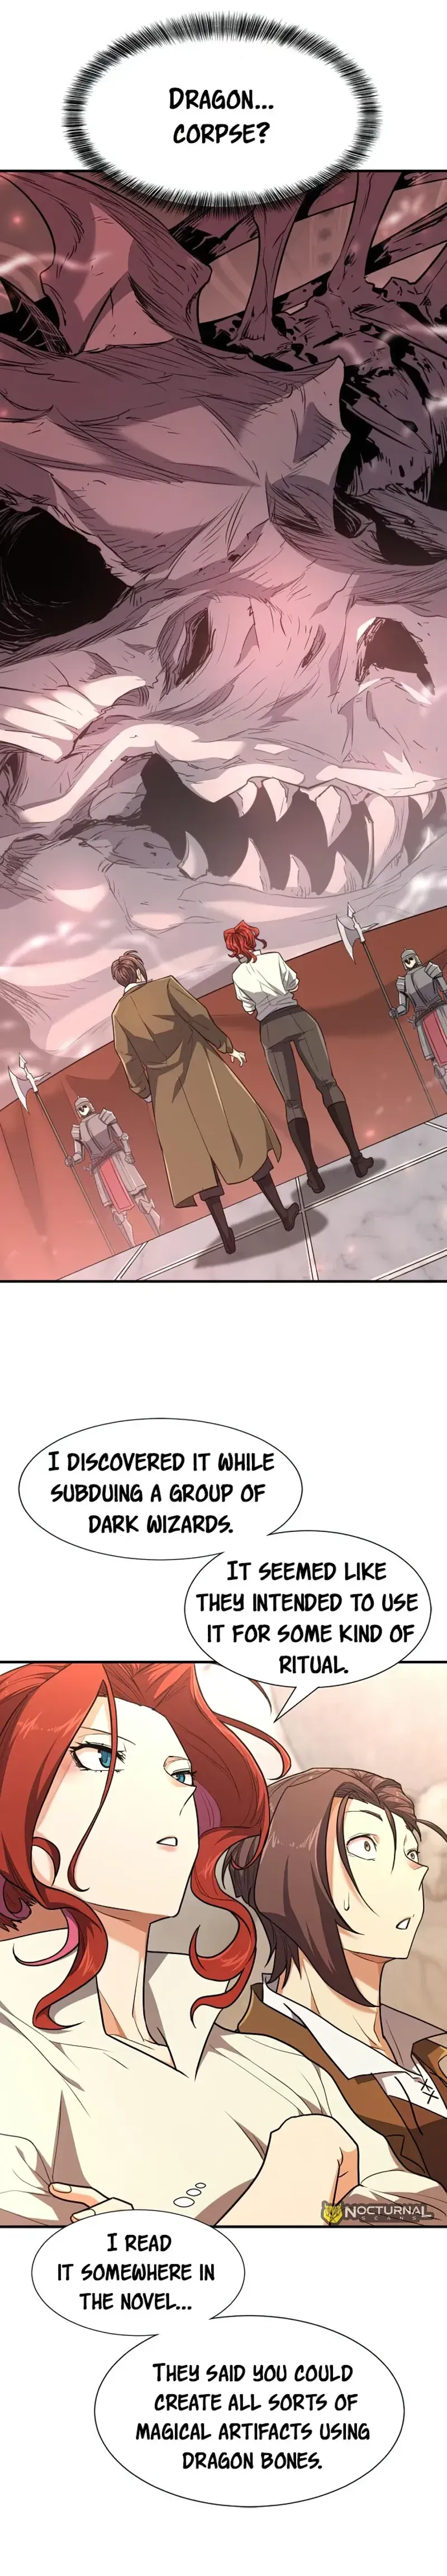 DRAGON...
CORPSE?
I DISCOVERED IT WHILE
SUBDUING A GROUP OF
DARK WIZARDS.
IT SEEMED LIKE
THEY INTENDED TO USE
IT FOR SOME KIND OF
RITUAL.
NOCTURNAL
SCANS
I READ
IT SOMEWHERE IN
THE NOVEL...
THEY SAID YOU COULD
CREATE ALL SORTS OF
MAGICAL ARTIFACTS USING
DRAGON BONES.